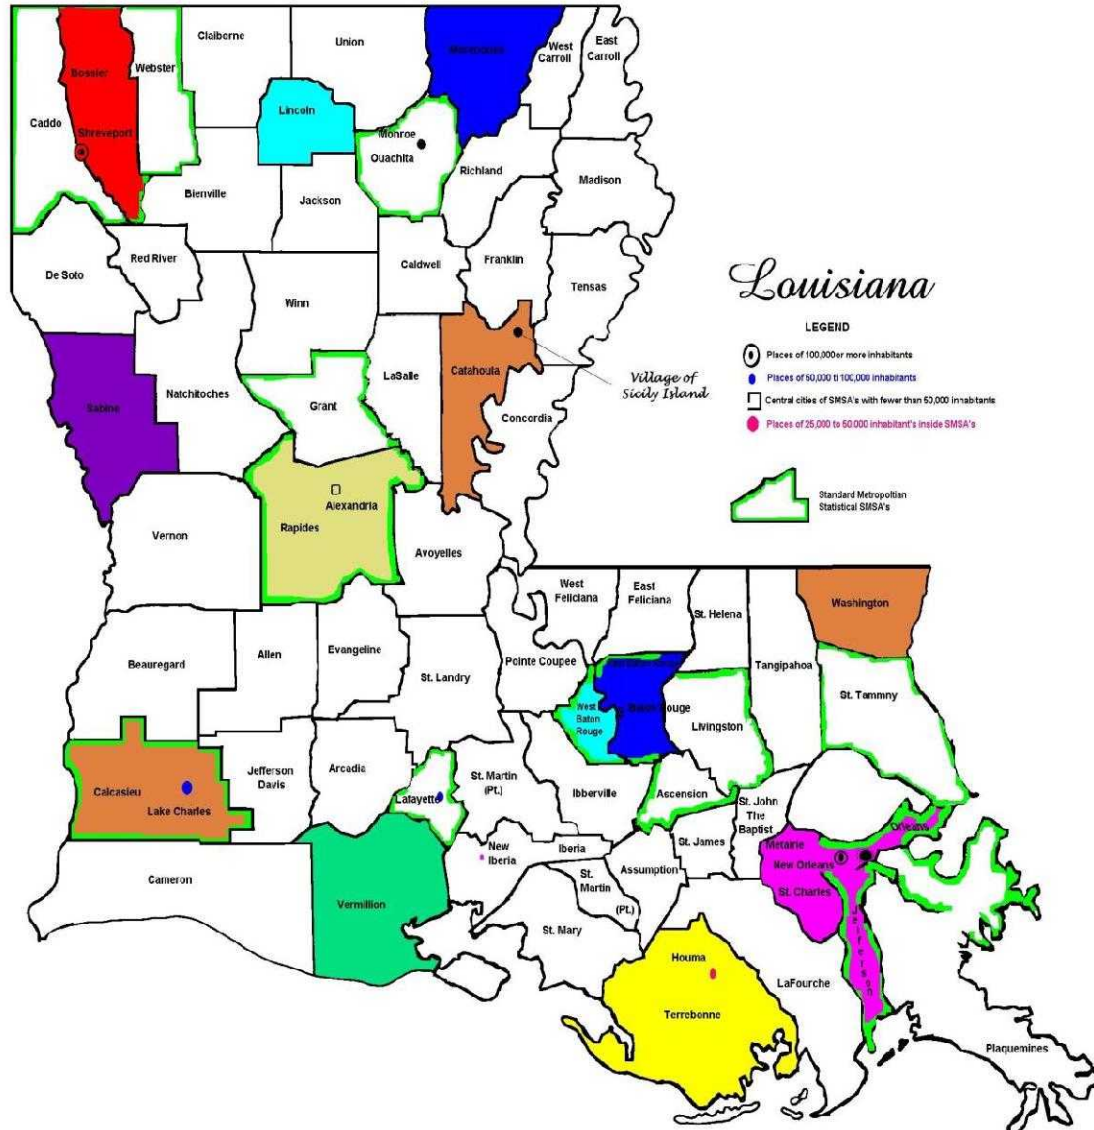 Claiborne
Union
West
Carroll
East
Carroll
Bossier
Webster
Lincoln
Caddo
Shreveport
Monroe
Ouachita
Richland
Madison
Bienville
Jackson
De Soto
Red River
Caldwell
Franklin
Tensas
Winn
Louisiana
LEGEND
Places of 100,000or more inhabitants
Places of 50,000 ti 100,000 inhabitants
Central cities of SMSA's with fewer than 50,000 inhabitants
Places of 25,000 to 50.000 inhabitant's inside SMSA's
Standard Metropoltian
Statistical SMSA's
Village of
Sicily Island
Sabine
Natchitoches
Grant
LaSalle
Catahoula
Concordia
Alexandria
Rapides
Vernon
Avoyelles
West
Feliciana
East
Feliciana
St. Helena
Washington
Beauregard
Allen
Evangeline
St. Landry
Pointe Coupee
Tangipahoa
St. Tammny
West
Baton
Rouge
Baton Rouge
Livingston
Calcasieu
Lake Charles
Jefferson
Davis
Arcadia
Lafayette
St. Martin
(Pt.)
Ibberville
Ascension
St. John
The
Baptist
St. James
Orleans
Metairie
New Orleans
St. Charles
Jefferson
Cameron
Vermillion
New
Iberia
Iberia
St. Martin
(Pt.)
Assumption
St. Mary
Houma
Terrebonne
LaFourche
Plaquemines